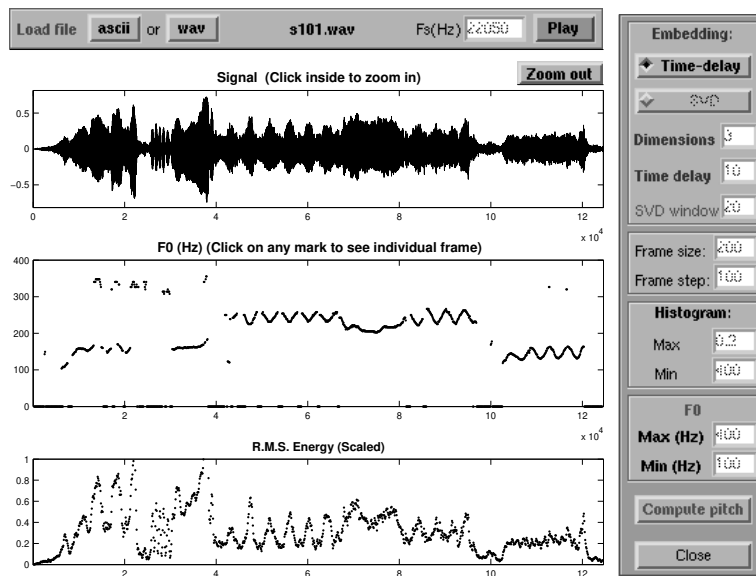 Load file ascii or wav s101.wav Fs(Hz) 22050 Play
Signal (Click inside to zoom in) Zoom out
0.5
0
−0.5
0 2 4 6 8 10 12
x 10^4
F0 (Hz) (Click on any mark to see individual frame)
400
300
200
100
0
0 2 4 6 8 10 12
x 10^4
R.M.S. Energy (Scaled)
1
0.8
0.6
0.4
0.2
0
0 2 4 6 8 10 12
x 10^4
Embedding:
Time-delay
SVD
Dimensions 3
Time delay 10
SVD window 20
Frame size: 200
Frame step: 100
Histogram:
Max 0.2
Min 400
F0
Max (Hz) 400
Min (Hz) 100
Compute pitch
Close